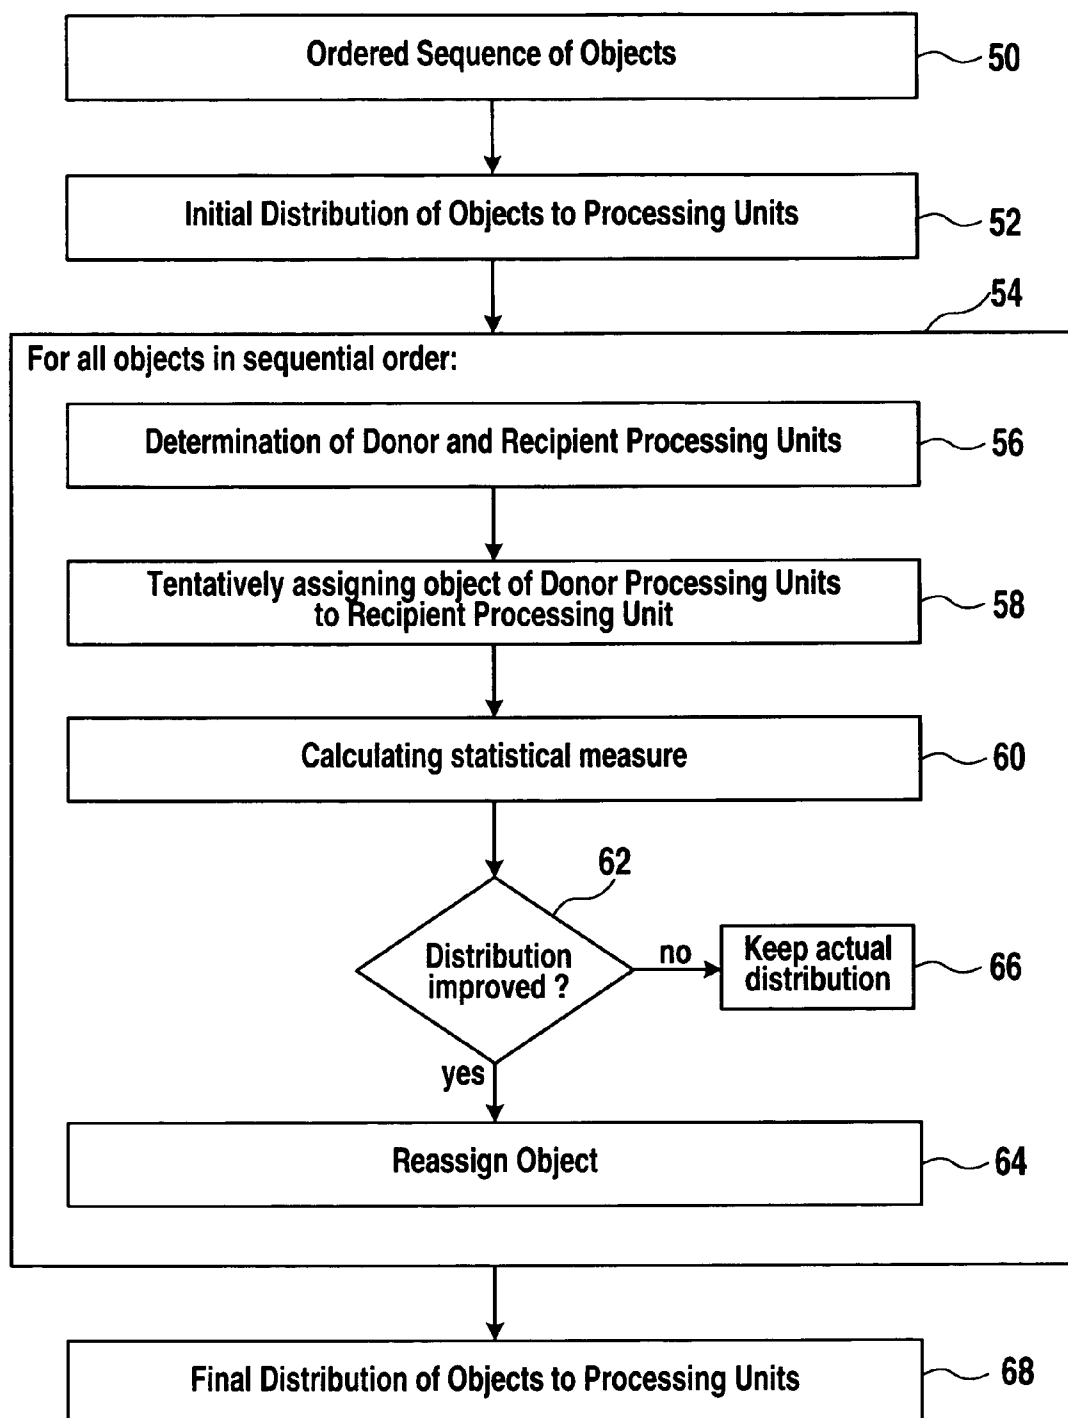 Ordered Sequence of Objects
50
Initial Distribution of Objects to Processing Units
52
54
For all objects in sequential order:
Determination of Donor and Recipient Processing Units
56
Tentatively assigning object of Donor Processing Units
to Recipient Processing Unit
58
Calculating statistical measure
60
62
Distribution
improved ?
no
Keep actual
distribution
66
yes
Reassign Object
64
Final Distribution of Objects to Processing Units
68